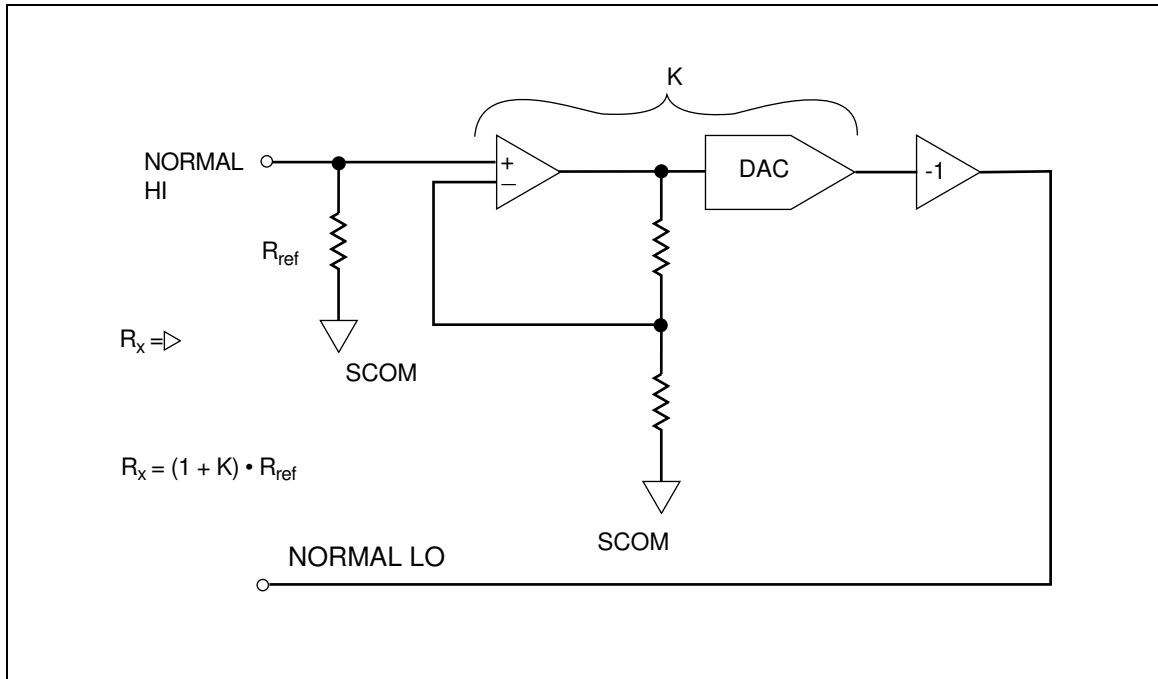 K
NORMAL
HI
+
–
DAC
-1
R_ref
R_x =▷
SCOM
R_x = (1 + K) • R_ref
SCOM
NORMAL LO